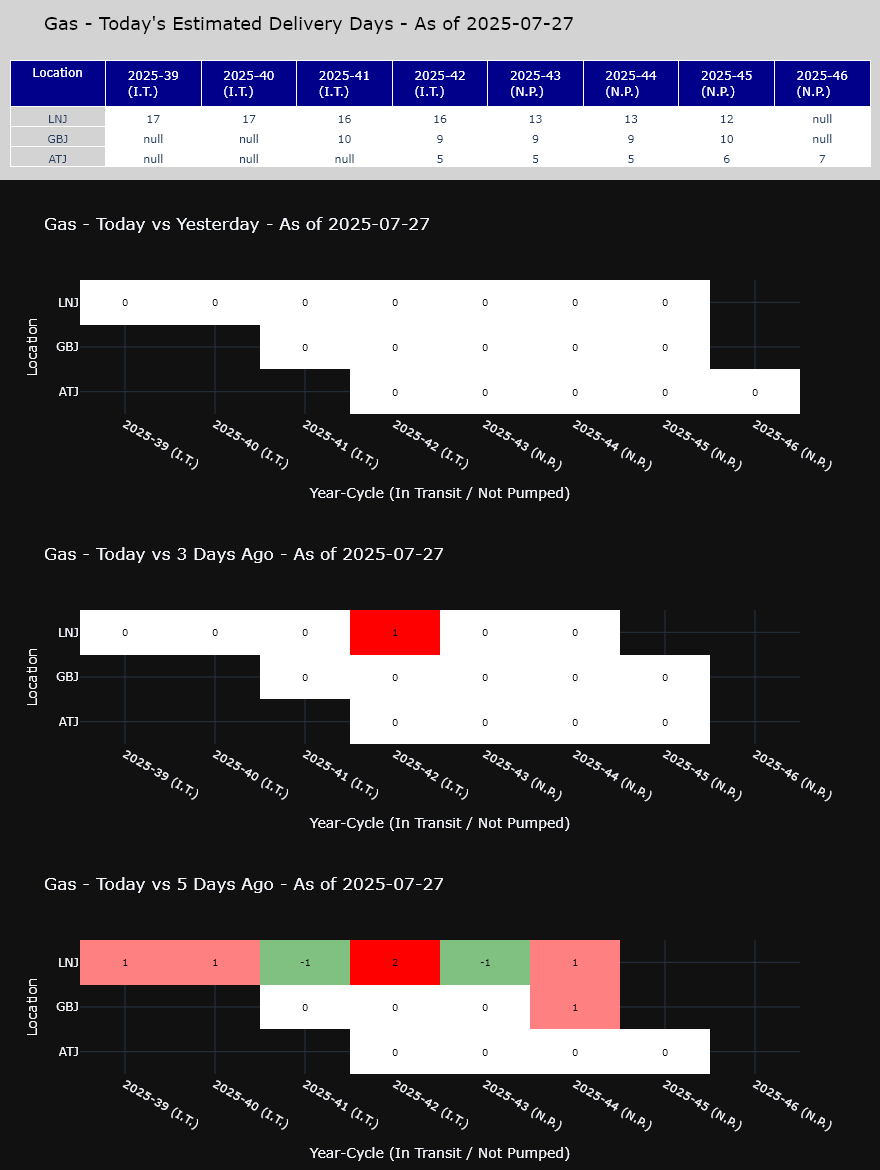 Gas - Today's Estimated Delivery Days - As of 2025-07-27
Location 2025-39 (I.T.) 2025-40 (I.T.) 2025-41 (I.T.) 2025-42 (I.T.) 2025-43 (N.P.) 2025-44 (N.P.) 2025-45 (N.P.) 2025-46 (N.P.)
LNJ 17 17 16 16 13 13 12 null
GBJ null null 10 9 9 9 10 null
ATJ null null null 5 5 5 6 7
Gas - Today vs Yesterday - As of 2025-07-27
Location
LNJ 0 0 0 0 0 0 0
GBJ 0 0 0 0 0
ATJ 0 0 0 0 0
2025-39 (I.T.) 2025-40 (I.T.) 2025-41 (I.T.) 2025-42 (I.T.) 2025-43 (N.P.) 2025-44 (N.P.) 2025-45 (N.P.) 2025-46 (N.P.)
Year-Cycle (In Transit / Not Pumped)
Gas - Today vs 3 Days Ago - As of 2025-07-27
Location
LNJ 0 0 0 1 0 0
GBJ 0 0 0 0 0
ATJ 0 0 0 0
2025-39 (I.T.) 2025-40 (I.T.) 2025-41 (I.T.) 2025-42 (I.T.) 2025-43 (N.P.) 2025-44 (N.P.) 2025-45 (N.P.) 2025-46 (N.P.)
Year-Cycle (In Transit / Not Pumped)
Gas - Today vs 5 Days Ago - As of 2025-07-27
Location
LNJ 1 1 -1 2 -1 1
GBJ 0 0 0 1
ATJ 0 0 0 0
2025-39 (I.T.) 2025-40 (I.T.) 2025-41 (I.T.) 2025-42 (I.T.) 2025-43 (N.P.) 2025-44 (N.P.) 2025-45 (N.P.) 2025-46 (N.P.)
Year-Cycle (In Transit / Not Pumped)